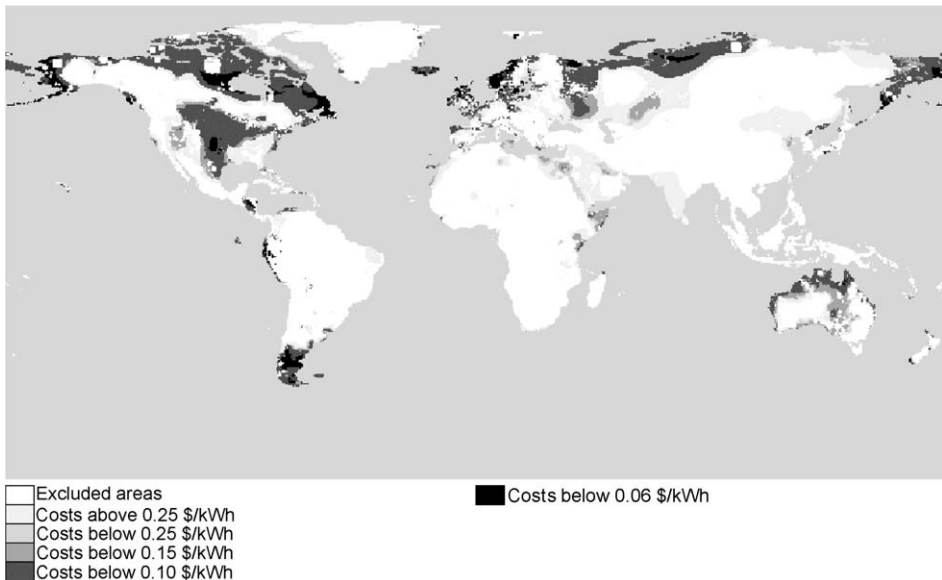 Excluded areas
Costs above 0.25 $/kWh
Costs below 0.25 $/kWh
Costs below 0.15 $/kWh
Costs below 0.10 $/kWh
Costs below 0.06 $/kWh